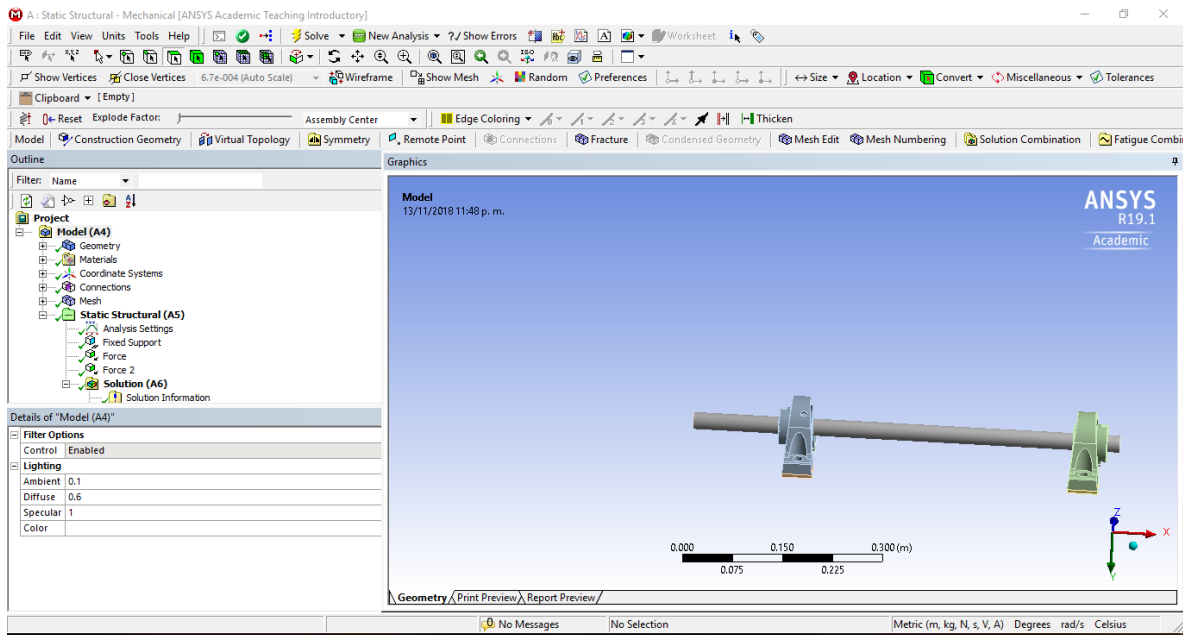 A : Static Structural - Mechanical [ANSYS Academic Teaching Introductory]
File Edit View Units Tools Help Solve New Analysis ?✓ Show Errors Worksheet
Show Vertices Close Vertices 6.7e-004 (Auto Scale) Wireframe Show Mesh Random Preferences Size Location Convert Miscellaneous Tolerances
Clipboard [Empty]
Reset Explode Factor: Assembly Center Edge Coloring Thicken
Model Construction Geometry Virtual Topology Symmetry Remote Point Connections Fracture Condensed Geometry Mesh Edit Mesh Numbering Solution Combination Fatigue Combi
Outline
Filter: Name
Project
Model (A4)
Geometry
Materials
Coordinate Systems
Connections
Mesh
Static Structural (A5)
Analysis Settings
Fixed Support
Force
Force 2
Solution (A6)
Solution Information
Details of "Model (A4)"
Filter Options
Control Enabled
Lighting
Ambient 0.1
Diffuse 0.6
Specular 1
Color
Graphics
Model
13/11/2018 11:48 p. m.
ANSYS
R19.1
Academic
0.000 0.150 0.300 (m)
0.075 0.225
Z
X
Y
Geometry Print Preview Report Preview
0 No Messages No Selection Metric (m, kg, N, s, V, A) Degrees rad/s Celsius